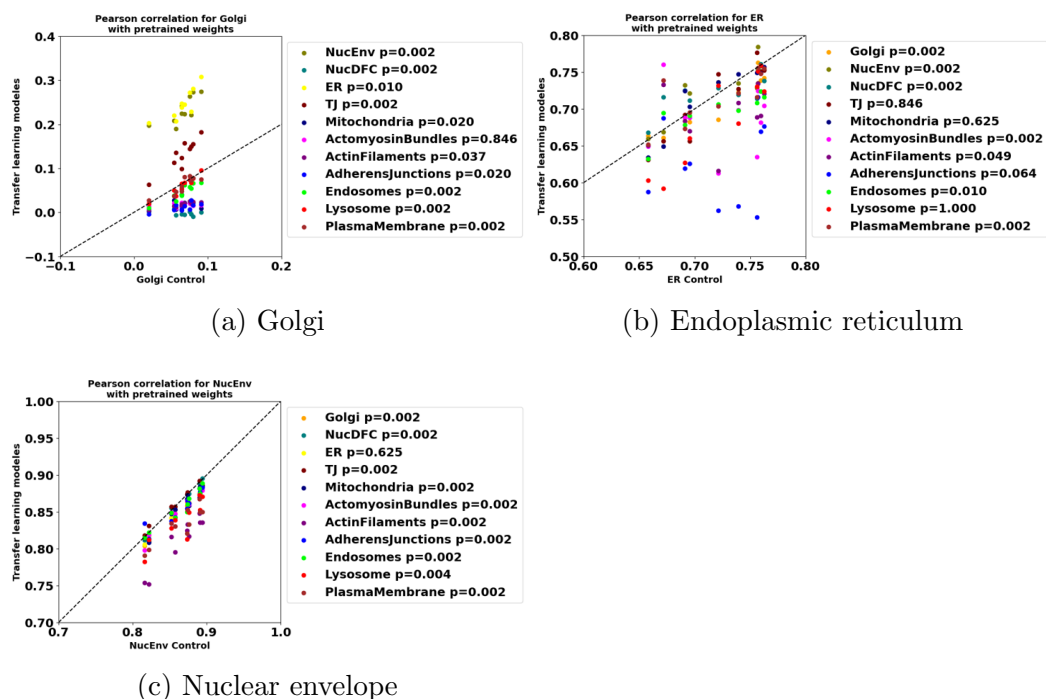 Pearson correlation for Golgi
with pretrained weights
Transfer learning modeles
0.4
0.3
0.2
0.1
0.0
−0.1
−0.1
0.0
0.1
0.2
Golgi Control
NucEnv p=0.002
NucDFC p=0.002
ER p=0.010
TJ p=0.002
Mitochondria p=0.020
ActomyosinBundles p=0.846
ActinFilaments p=0.037
AdherensJunctions p=0.020
Endosomes p=0.002
Lysosome p=0.002
PlasmaMembrane p=0.002
(a) Golgi
Pearson correlation for ER
with pretrained weights
Transfer learning modeles
0.80
0.75
0.70
0.65
0.60
0.55
0.50
0.60
0.65
0.70
0.75
0.80
ER Control
Golgi p=0.002
NucEnv p=0.002
NucDFC p=0.002
TJ p=0.846
Mitochondria p=0.625
ActomyosinBundles p=0.002
ActinFilaments p=0.049
AdherensJunctions p=0.064
Endosomes p=0.010
Lysosome p=1.000
PlasmaMembrane p=0.002
(b) Endoplasmic reticulum
Pearson correlation for NucEnv
with pretrained weights
Transfer learning modeles
1.00
0.95
0.90
0.85
0.80
0.75
0.70
0.7
0.8
0.9
1.0
NucEnv Control
Golgi p=0.002
NucDFC p=0.002
ER p=0.625
TJ p=0.002
Mitochondria p=0.002
ActomyosinBundles p=0.002
ActinFilaments p=0.002
AdherensJunctions p=0.002
Endosomes p=0.002
Lysosome p=0.004
PlasmaMembrane p=0.002
(c) Nuclear envelope